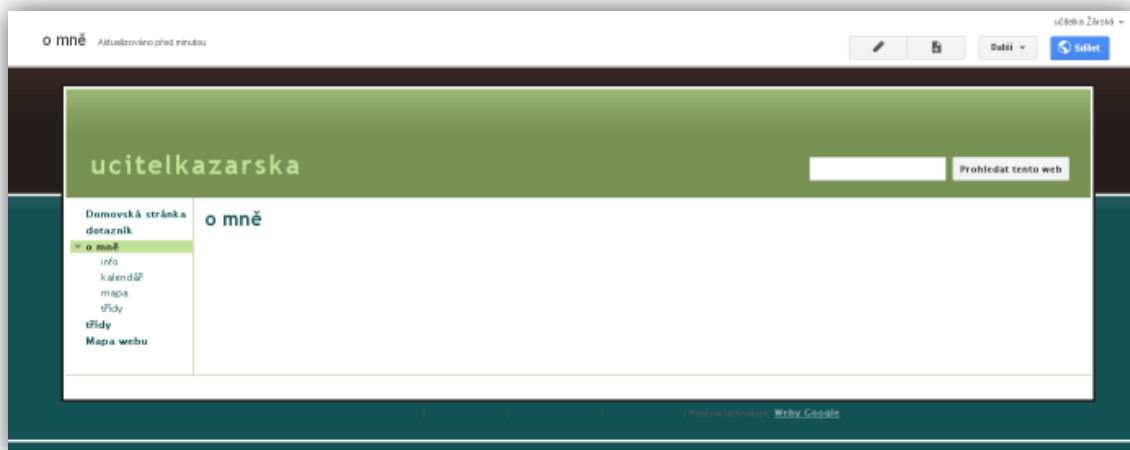 učitelka Žárská
o mně Aktualizováno před minutou
Další
Sdílet
ucitelkazarska
Prohledat tento web
Domovská stránka
dotazník
o mně
info
kalendář
mapa
třídy
třídy
Mapa webu
o mně
Weby Google